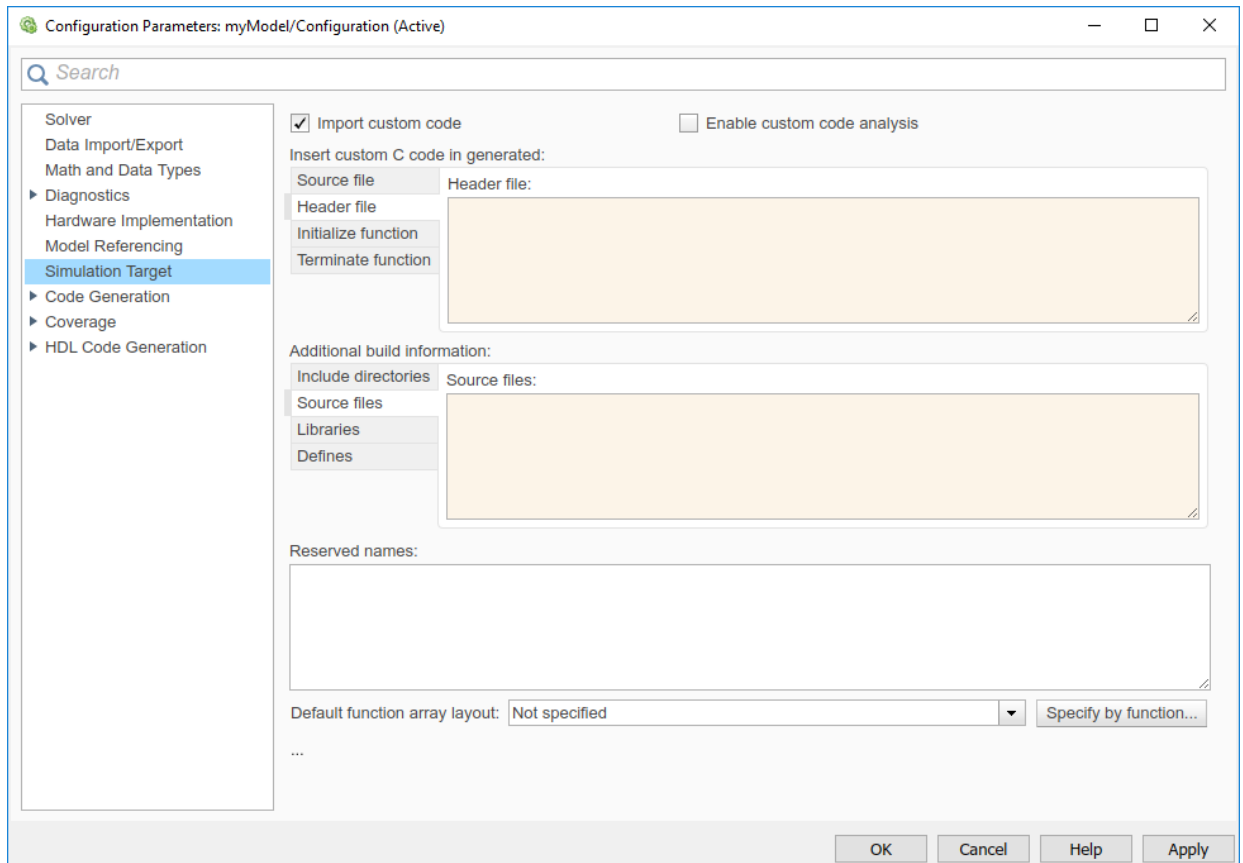 Configuration Parameters: myModel/Configuration (Active)
Search
Solver
Data Import/Export
Math and Data Types
Diagnostics
Hardware Implementation
Model Referencing
Simulation Target
Code Generation
Coverage
HDL Code Generation
Import custom code
Enable custom code analysis
Insert custom C code in generated:
Source file
Header file
Initialize function
Terminate function
Header file:
Additional build information:
Include directories
Source files
Libraries
Defines
Source files:
Reserved names:
Default function array layout: Not specified
Specify by function...
...
OK
Cancel
Help
Apply